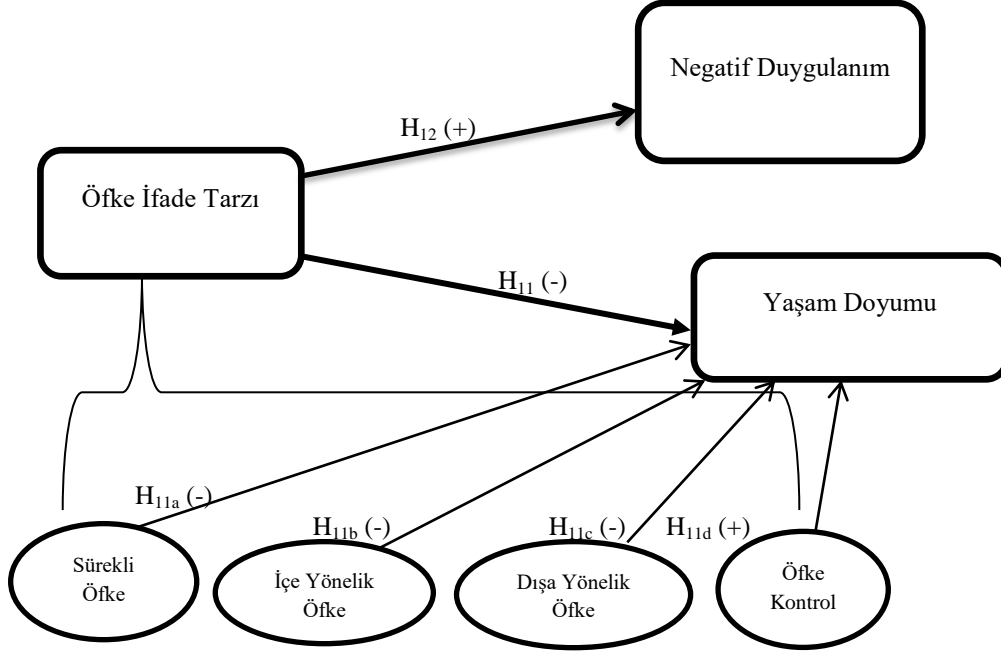 Negatif Duygulanım
H₁₂ (+)
Öfke İfade Tarzı
H₁₁ (-)
Yaşam Doyumu
H₁₁ₐ (-)
H₁₁b (-)
H₁₁c (-)
H₁₁d (+)
Sürekli
Öfke
İçe Yönelik
Öfke
Dışa Yönelik
Öfke
Öfke
Kontrol